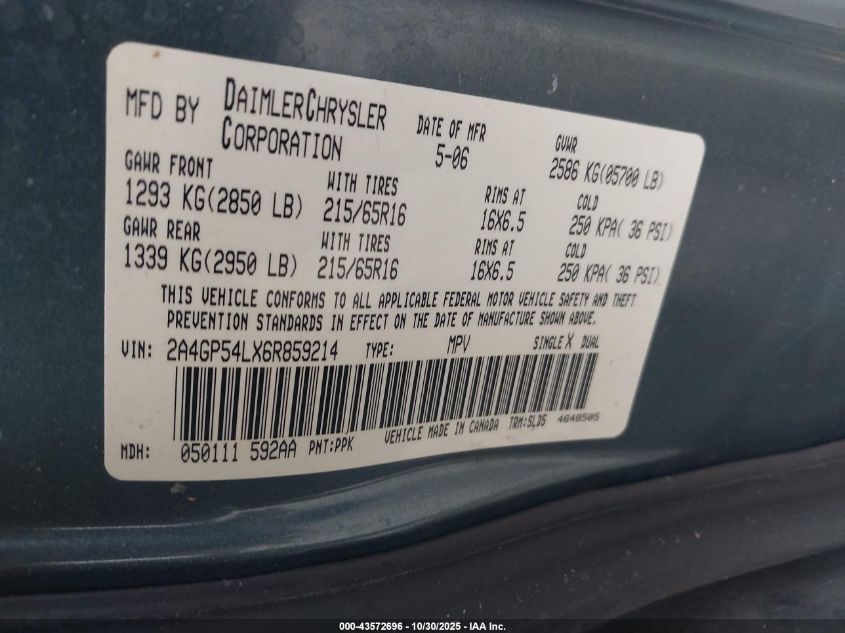 MFD BY DAIMLERCHRYSLER CORPORATION
DATE OF MFR 5-06
GVWR 2586 KG(05700 LB)
GAWR FRONT WITH TIRES RIMS AT COLD
1293 KG(2850 LB) 215/65R16 16X6.5 250 KPA( 36 PSI)
GAWR REAR WITH TIRES RIMS AT COLD
1339 KG(2950 LB) 215/65R16 16X6.5 250 KPA( 36 PSI)
THIS VEHICLE CONFORMS TO ALL APPLICABLE FEDERAL MOTOR VEHICLE SAFETY AND THEFT
PREVENTION STANDARDS IN EFFECT ON THE DATE OF MANUFACTURE SHOWN ABOVE.
VIN: 2A4GP54LX6R859214 TYPE: MPV SINGLE X DUAL
MDH: 050111 592AA PNT:PPK VEHICLE MADE IN CANADA TRM:SLD5 4648505
000-43572696 - 10/30/2025 - IAA Inc.